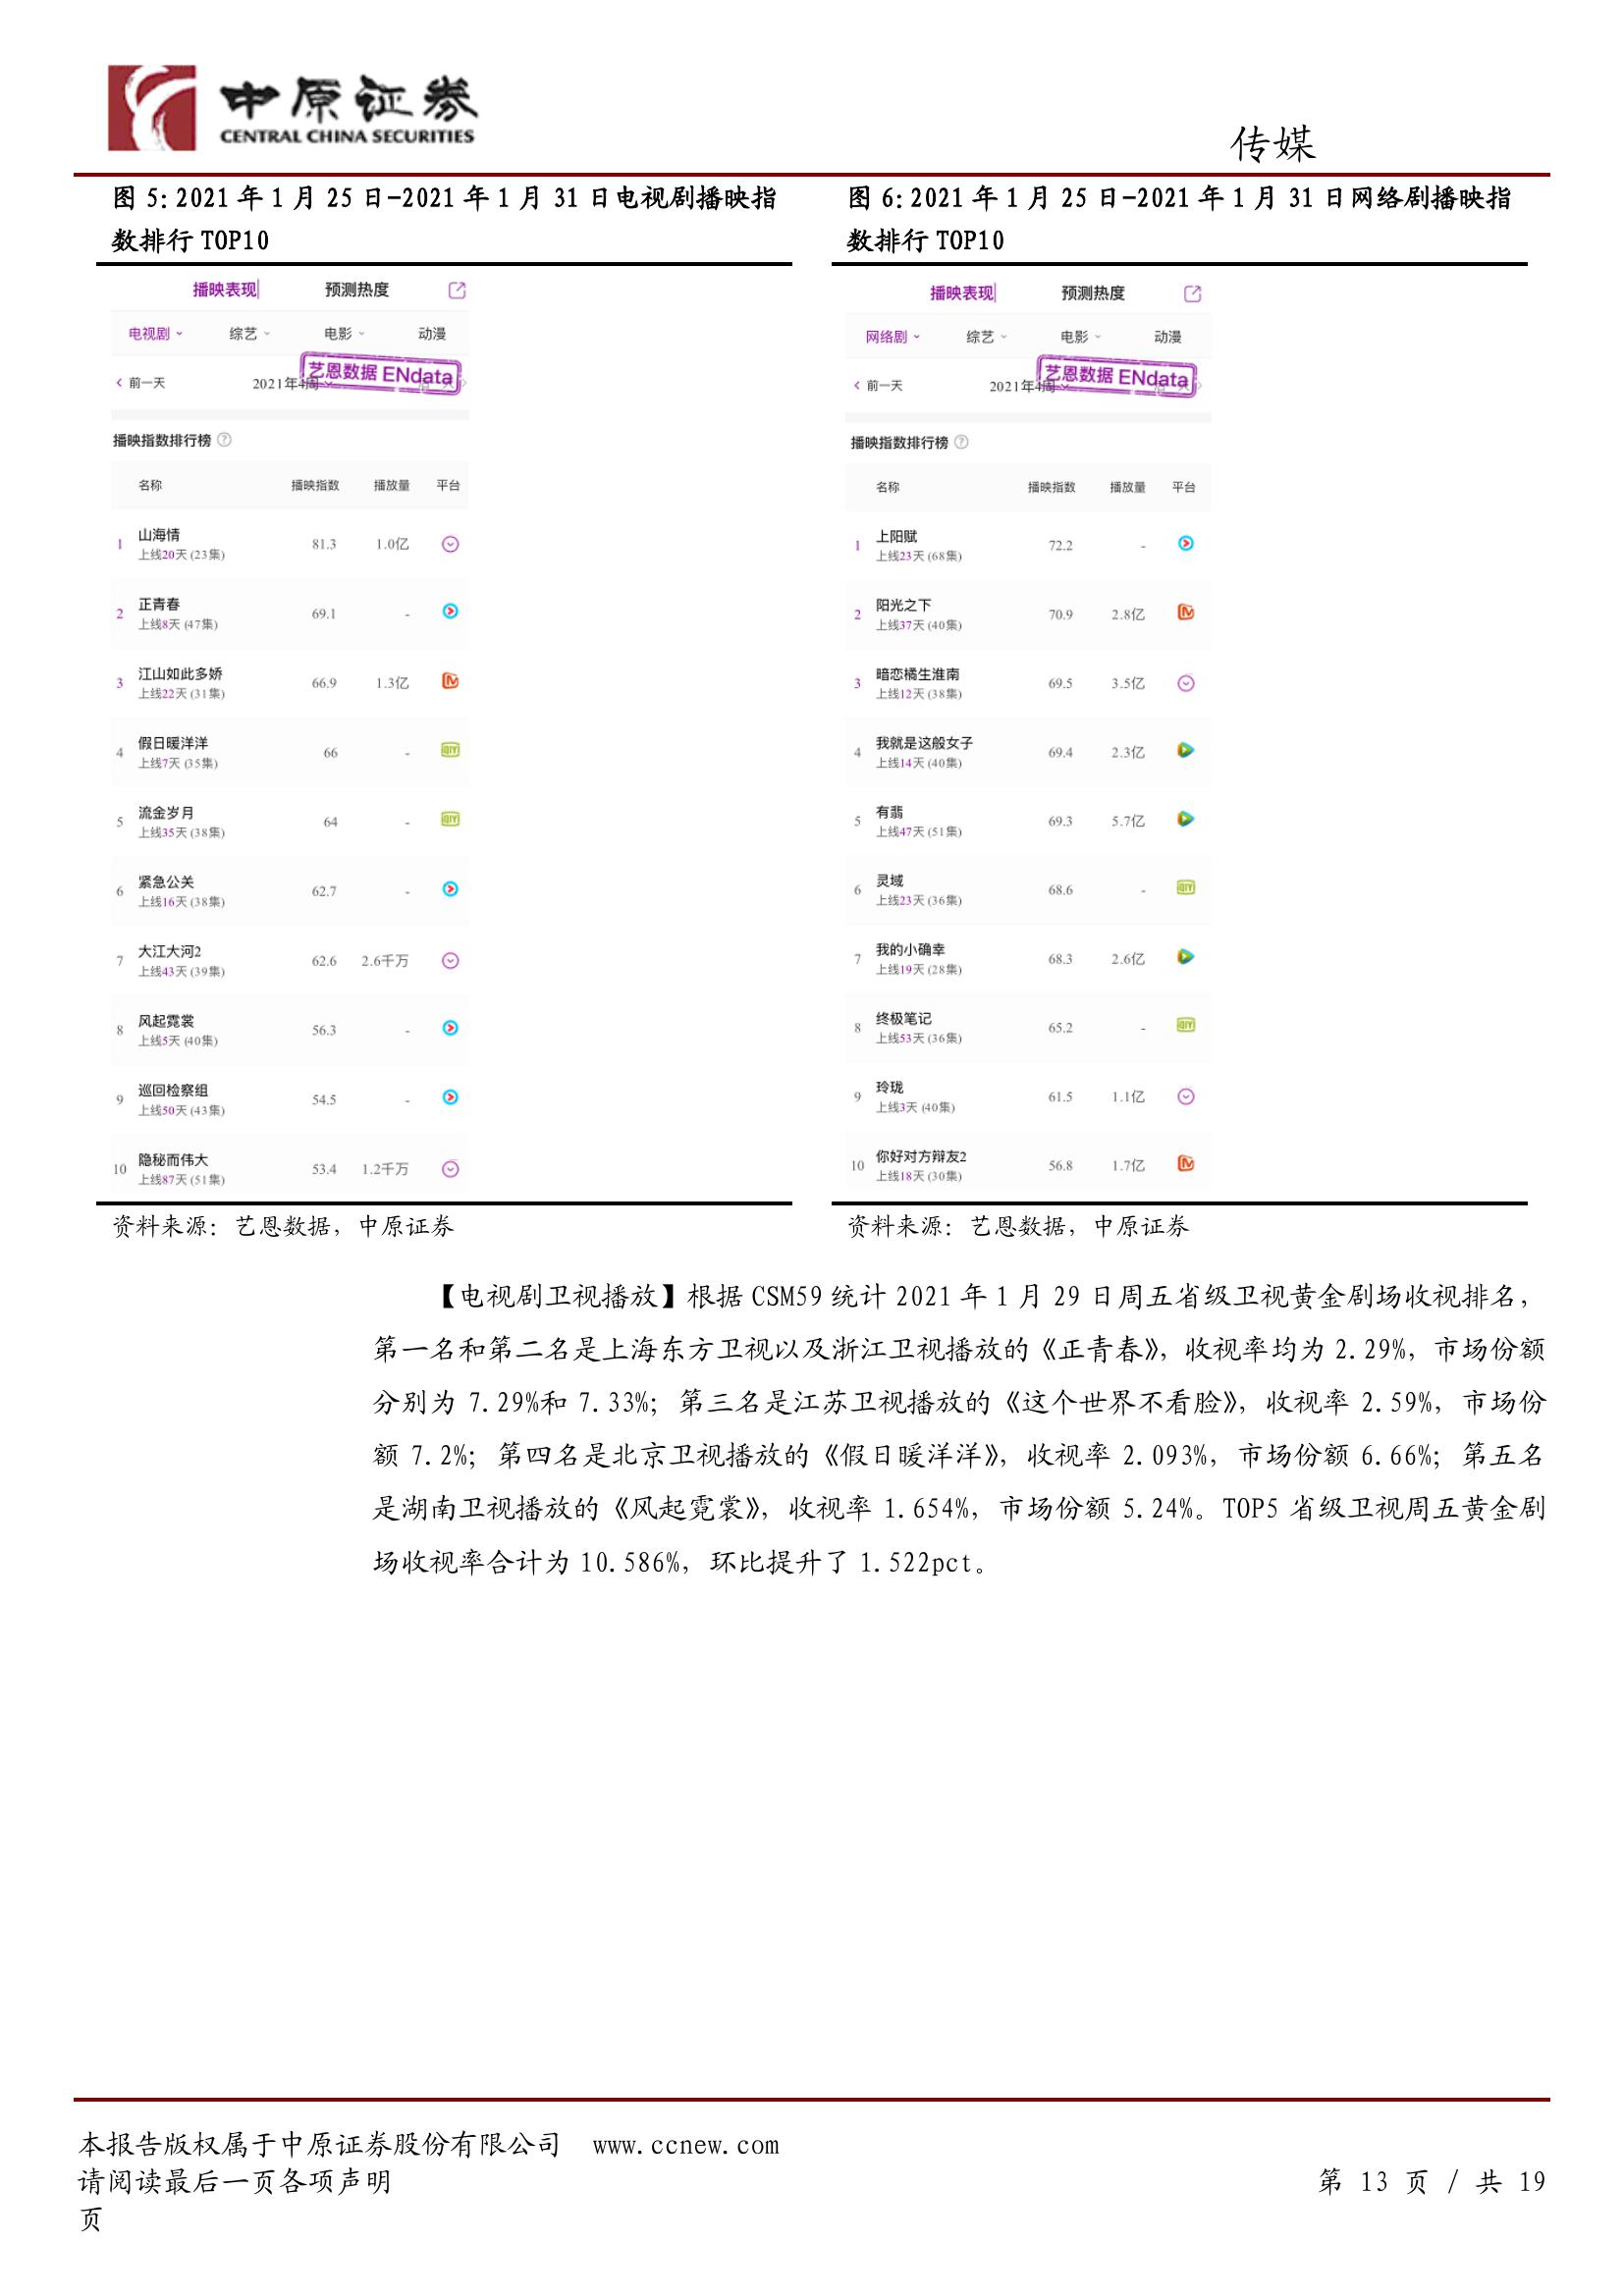 中原证券
CENTRAL CHINA SECURITIES
传媒
图 5：2021 年 1 月 25 日-2021 年 1 月 31 日电视剧播映指
数排行 TOP10
播映表现 预测热度
电视剧 综艺 电影 动漫
前一天 2021年4周
艺恩数据 ENdata
播映指数排行榜 ?
名称 播映指数 播放量 平台
1 山海情 81.3 1.0亿
上线20天 (23集)
2 正青春 69.1 -
上线8天 (47集)
3 江山如此多娇 66.9 1.3亿
上线22天 (31集)
4 假日暖洋洋 66 - QIY
上线7天 (35集)
5 流金岁月 64 - QIY
上线35天 (38集)
6 紧急公关 62.7 -
上线16天 (38集)
7 大江大河2 62.6 2.6千万
上线43天 (39集)
8 风起霓裳 56.3 -
上线5天 (40集)
9 巡回检察组 54.5 -
上线50天 (43集)
10 隐秘而伟大 53.4 1.2千万
上线87天 (51集)
资料来源：艺恩数据，中原证券
图 6：2021 年 1 月 25 日-2021 年 1 月 31 日网络剧播映指
数排行 TOP10
播映表现 预测热度
网络剧 综艺 电影 动漫
前一天 2021年4周
艺恩数据 ENdata
播映指数排行榜 ?
名称 播映指数 播放量 平台
1 上阳赋 72.2 -
上线23天 (68集)
2 阳光之下 70.9 2.8亿
上线37天 (40集)
3 暗恋橘生淮南 69.5 3.5亿
上线12天 (38集)
4 我就是这般女子 69.4 2.3亿
上线14天 (40集)
5 有翡 69.3 5.7亿
上线47天 (51集)
6 灵域 68.6 - QIY
上线23天 (36集)
7 我的小确幸 68.3 2.6亿
上线19天 (28集)
8 终极笔记 65.2 - QIY
上线53天 (36集)
9 玲珑 61.5 1.1亿
上线3天 (40集)
10 你好对方辩友2 56.8 1.7亿
上线18天 (30集)
资料来源：艺恩数据，中原证券
【电视剧卫视播放】根据 CSM59 统计 2021 年 1 月 29 日周五省级卫视黄金剧场收视排名，
第一名和第二名是上海东方卫视以及浙江卫视播放的《正青春》，收视率均为 2.29%，市场份额
分别为 7.29%和 7.33%；第三名是江苏卫视播放的《这个世界不看脸》，收视率 2.59%，市场份
额 7.2%；第四名是北京卫视播放的《假日暖洋洋》，收视率 2.093%，市场份额 6.66%；第五名
是湖南卫视播放的《风起霓裳》，收视率 1.654%，市场份额 5.24%。TOP5 省级卫视周五黄金剧
场收视率合计为 10.586%，环比提升了 1.522pct。
本报告版权属于中原证券股份有限公司 www.ccnew.com
请阅读最后一页各项声明 第 13 页 / 共 19
页